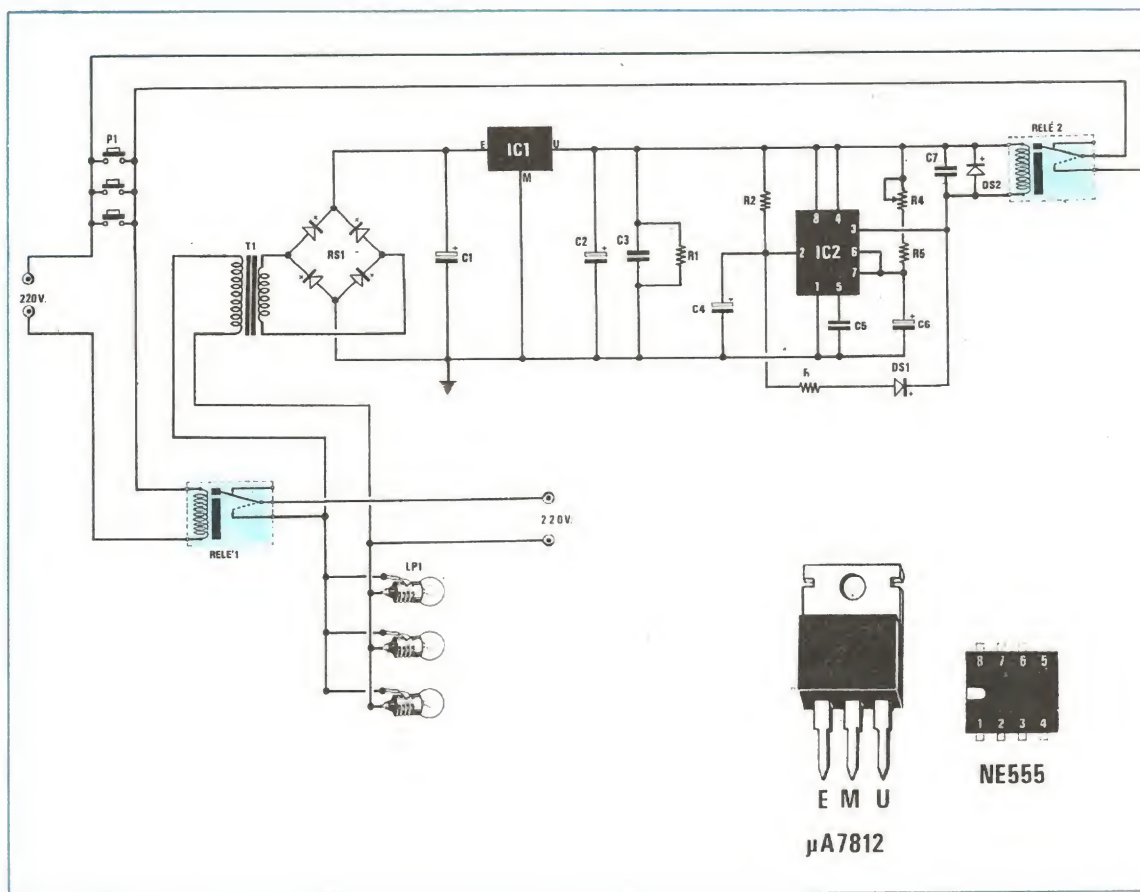 RELÉ 2
P1
E
IC1
U
M
C7
DS2
R2
R4
8
4
3
T1
RS1
C1
C2
C3
R1
2
IC2
6
7
R5
1
5
C4
C5
C6
220V.
DS1
RELE'1
220V.
LP1
8 7 6 5
1 2 3 4
NE555
E M U
µA7812